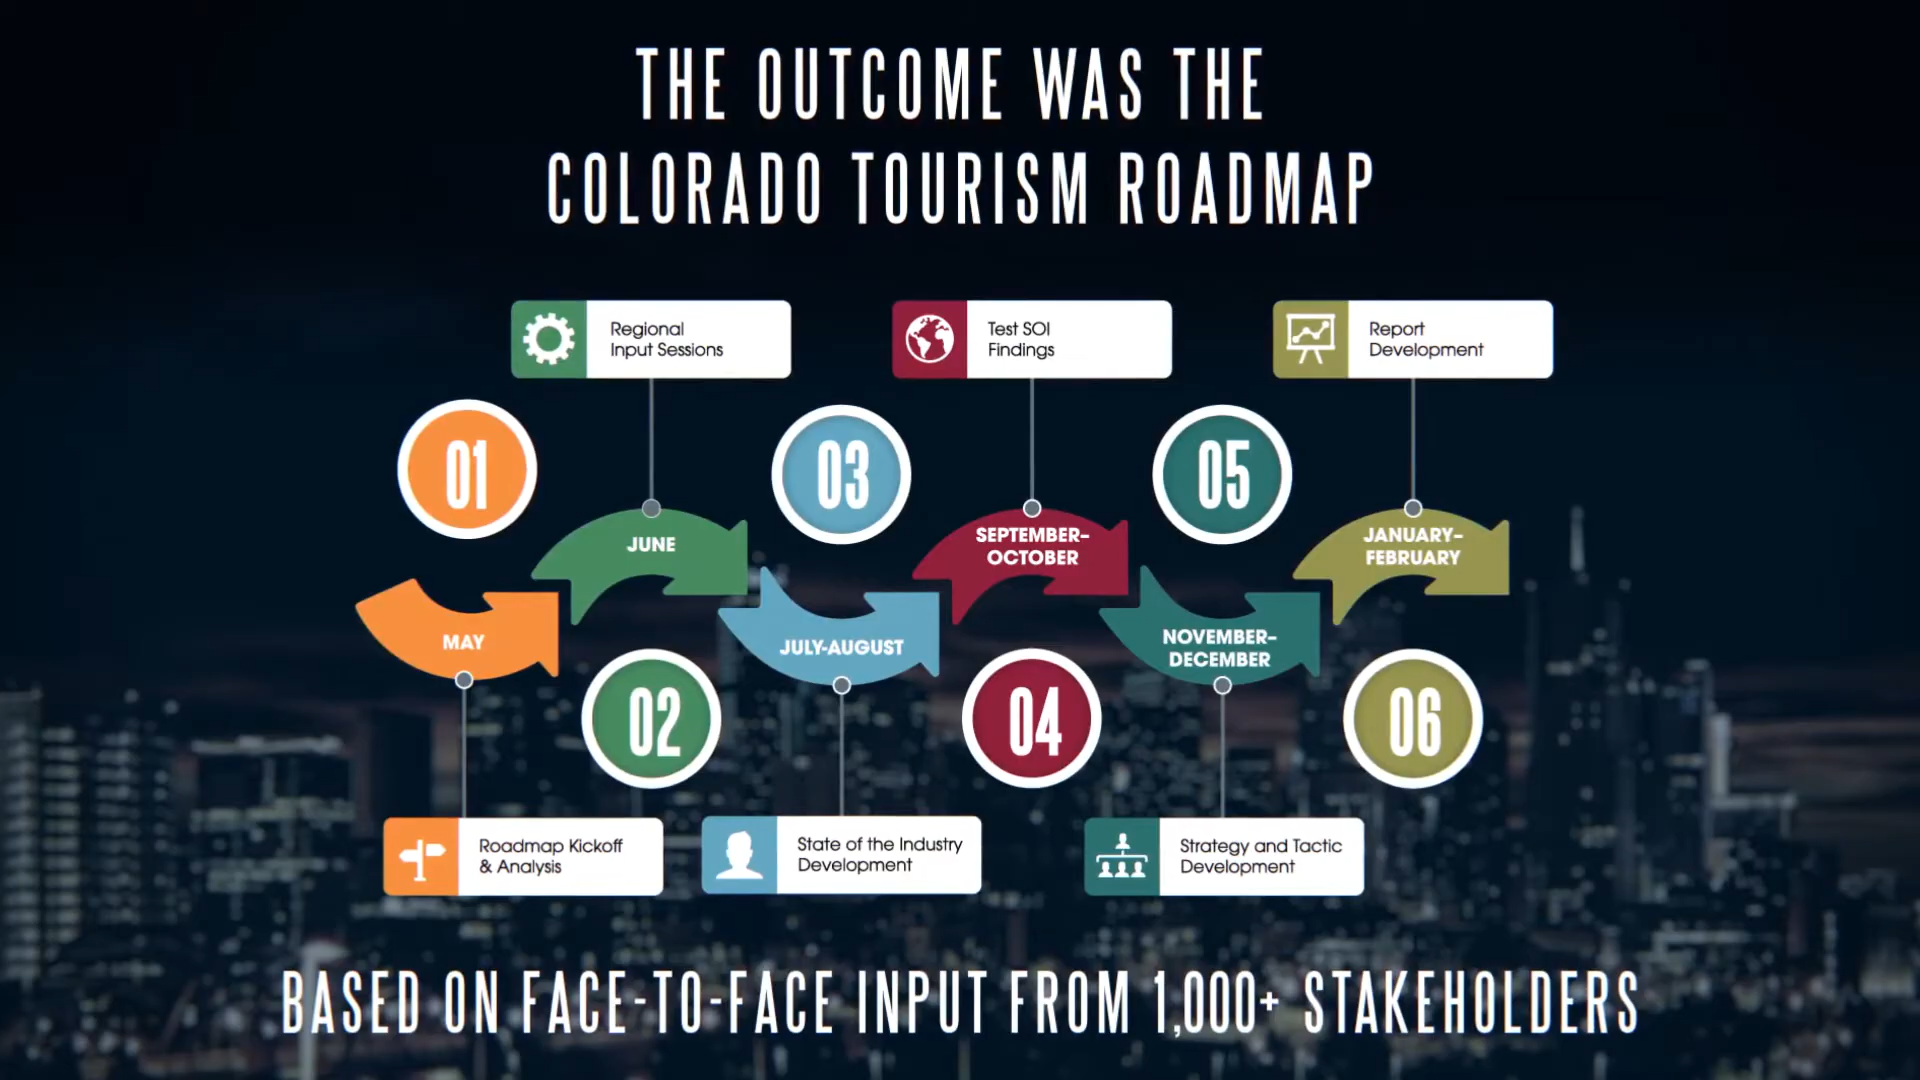 THE OUTCOME WAS THE
COLORADO TOURISM ROADMAP
Regional
Input Sessions
Test SOI
Findings
Report
Development
01
03
05
JUNE
SEPTEMBER-
OCTOBER
JANUARY-
FEBRUARY
MAY
JULY-AUGUST
NOVEMBER-
DECEMBER
02
04
06
Roadmap Kickoff
& Analysis
State of the Industry
Development
Strategy and Tactic
Development
BASED ON FACE-TO-FACE INPUT FROM 1,000+ STAKEHOLDERS